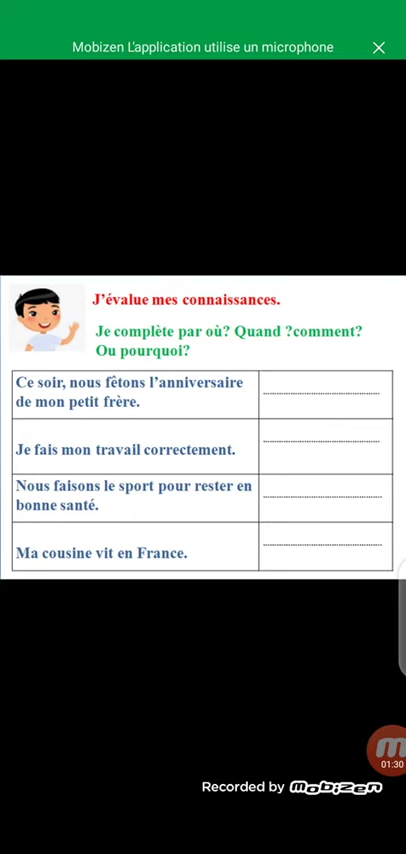 Mobizen L'application utilise un microphone
J'évalue mes connaissances.
Je complète par où? Quand ?comment?
Ou pourquoi?
Ce soir, nous fêtons l'anniversaire
de mon petit frère.
Je fais mon travail correctement.
Nous faisons le sport pour rester en
bonne santé.
Ma cousine vit en France.
01:30
Recorded by Mobizen